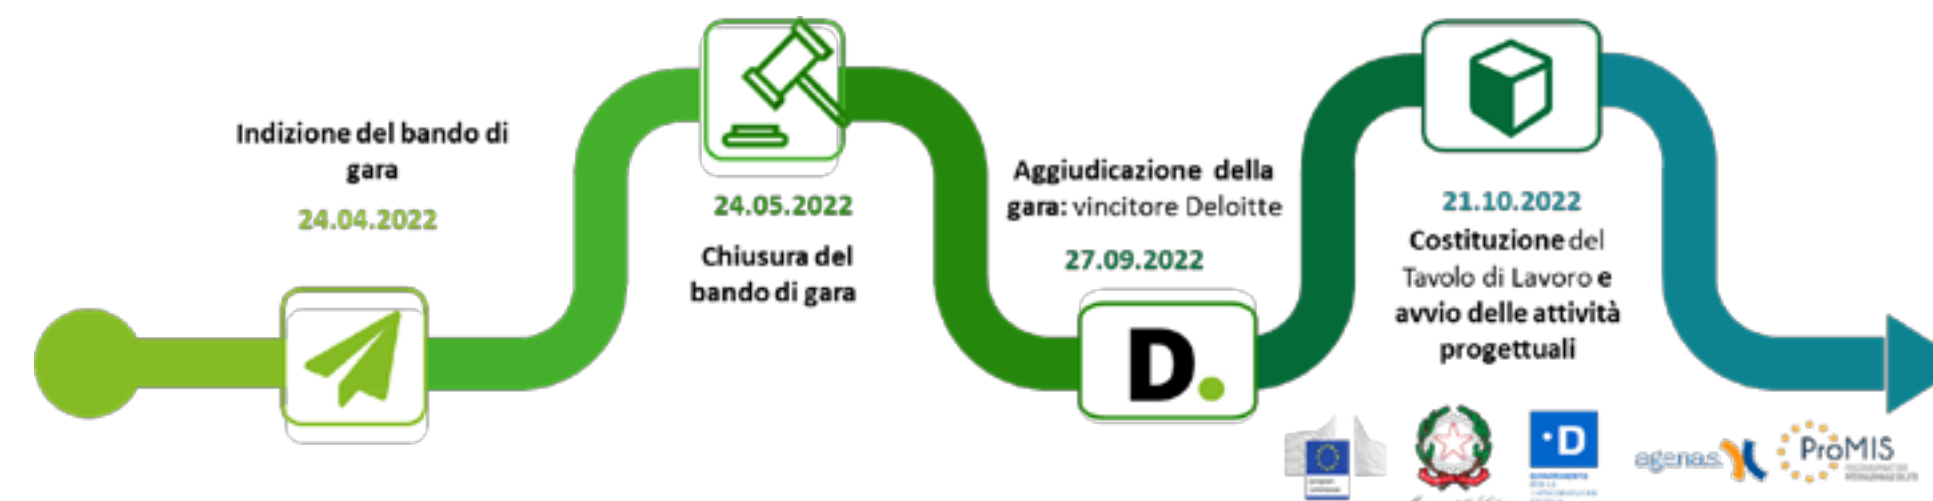 Indizione del bando di
gara
24.04.2022
24.05.2022
Chiusura del
bando di gara
Aggiudicazione della
gara: vincitore Deloitte
27.09.2022
D.
21.10.2022
Costituzione del
Tavolo di Lavoro e
avvio delle attività
progettuali
D
agenas
ProMIS